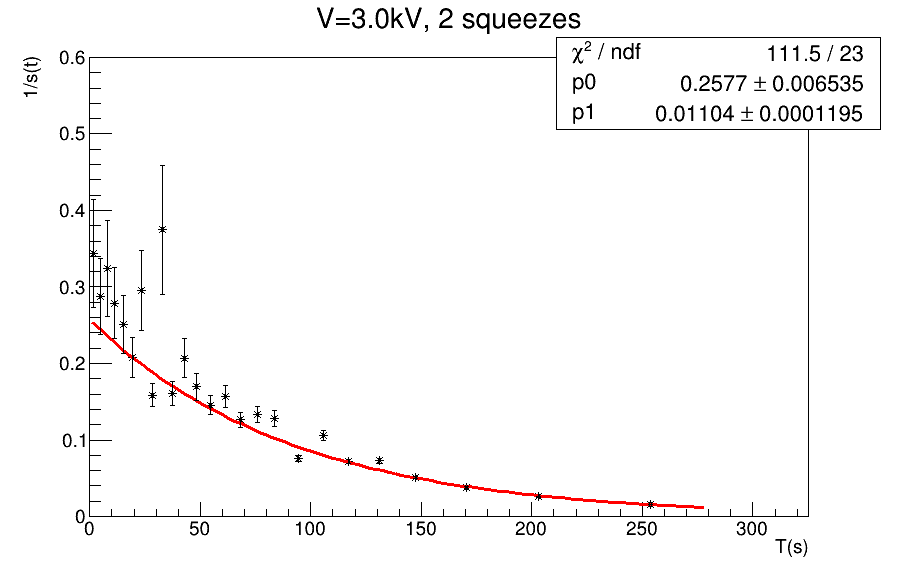 V=3.0kV, 2 squeezes
χ² / ndf 111.5 / 23
p0 0.2577 ± 0.006535
p1 0.01104 ± 0.0001195
1/s(t)
0.6
0.5
0.4
0.3
0.2
0.1
0
0 50 100 150 200 250 300
T(s)